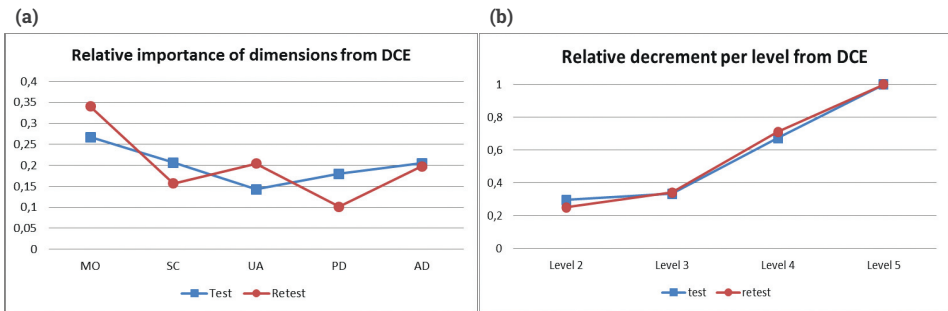 (a)
Relative importance of dimensions from DCE
0,4
0,35
0,3
0,25
0,2
0,15
0,1
0,05
0
MO SC UA PD AD
Test Retest
(b)
Relative decrement per level from DCE
1
0,8
0,6
0,4
0,2
0
Level 2 Level 3 Level 4 Level 5
test retest